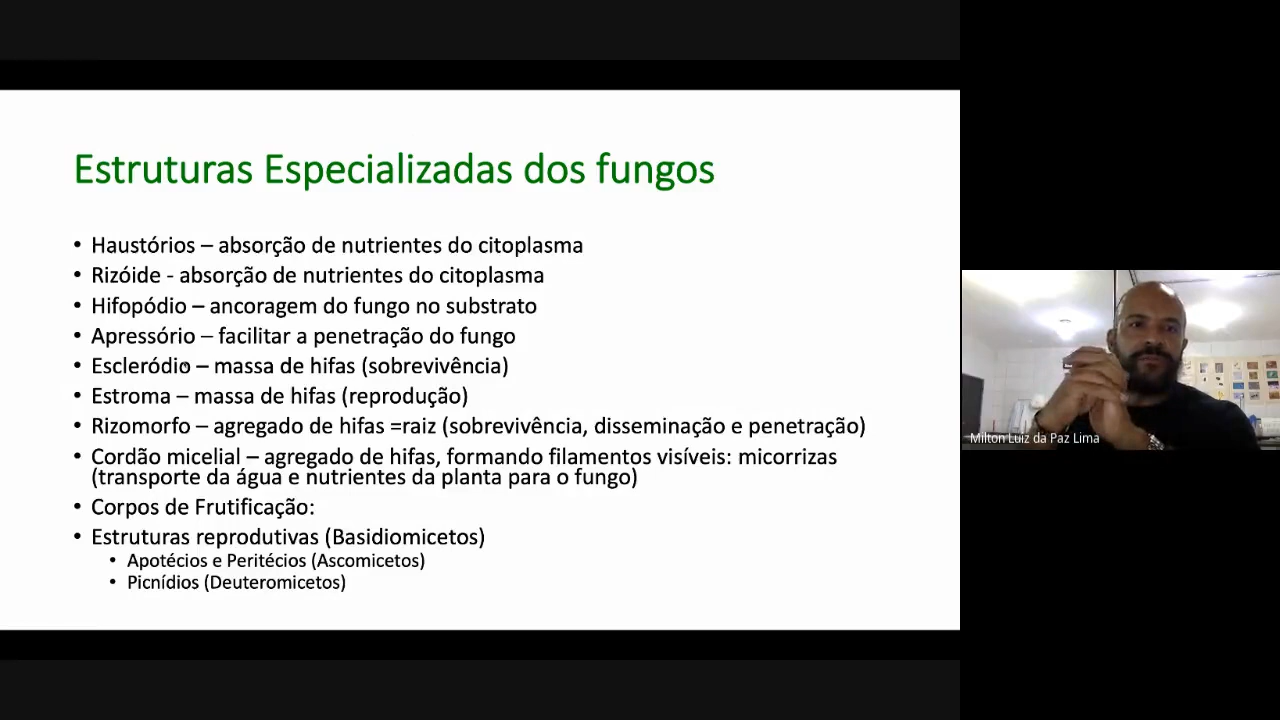 Estruturas Especializadas dos fungos
• Haustórios – absorção de nutrientes do citoplasma
• Rizóide - absorção de nutrientes do citoplasma
• Hifopódio – ancoragem do fungo no substrato
• Apressório – facilitar a penetração do fungo
• Escleródio – massa de hifas (sobrevivência)
• Estroma – massa de hifas (reprodução)
• Rizomorfo – agregado de hifas =raiz (sobrevivência, disseminação e penetração)
• Cordão micelial – agregado de hifas, formando filamentos visíveis: micorrizas
(transporte da água e nutrientes da planta para o fungo)
• Corpos de Frutificação:
• Estruturas reprodutivas (Basidiomicetos)
• Apotécios e Peritécios (Ascomicetos)
• Picnídios (Deuteromicetos)
Milton Luiz da Paz Lima